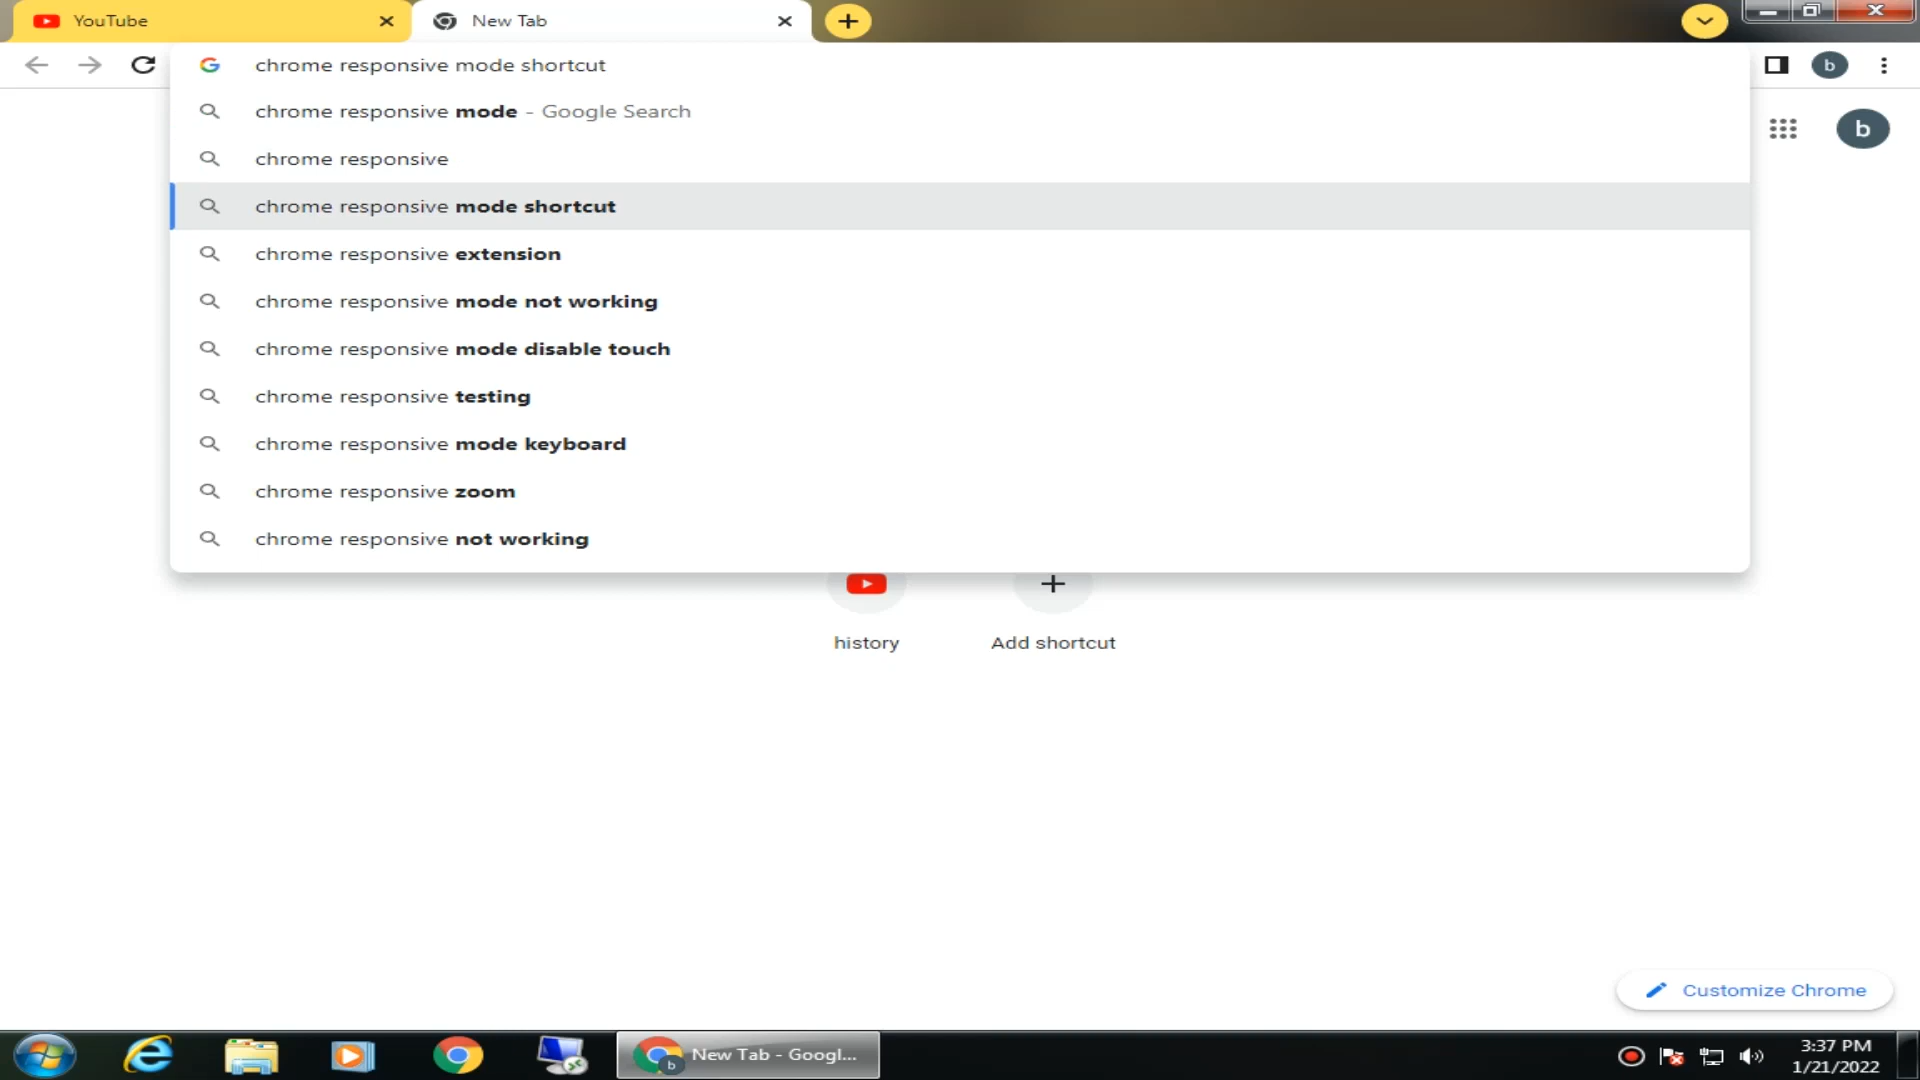 YouTube
New Tab
chrome responsive mode shortcut
b
chrome responsive mode - Google Search
b
chrome responsive
chrome responsive mode shortcut
chrome responsive extension
chrome responsive mode not working
chrome responsive mode disable touch
chrome responsive testing
chrome responsive mode keyboard
chrome responsive zoom
chrome responsive not working
history
Add shortcut
Customize Chrome
b
New Tab - Googl...
3:37 PM
1/21/2022